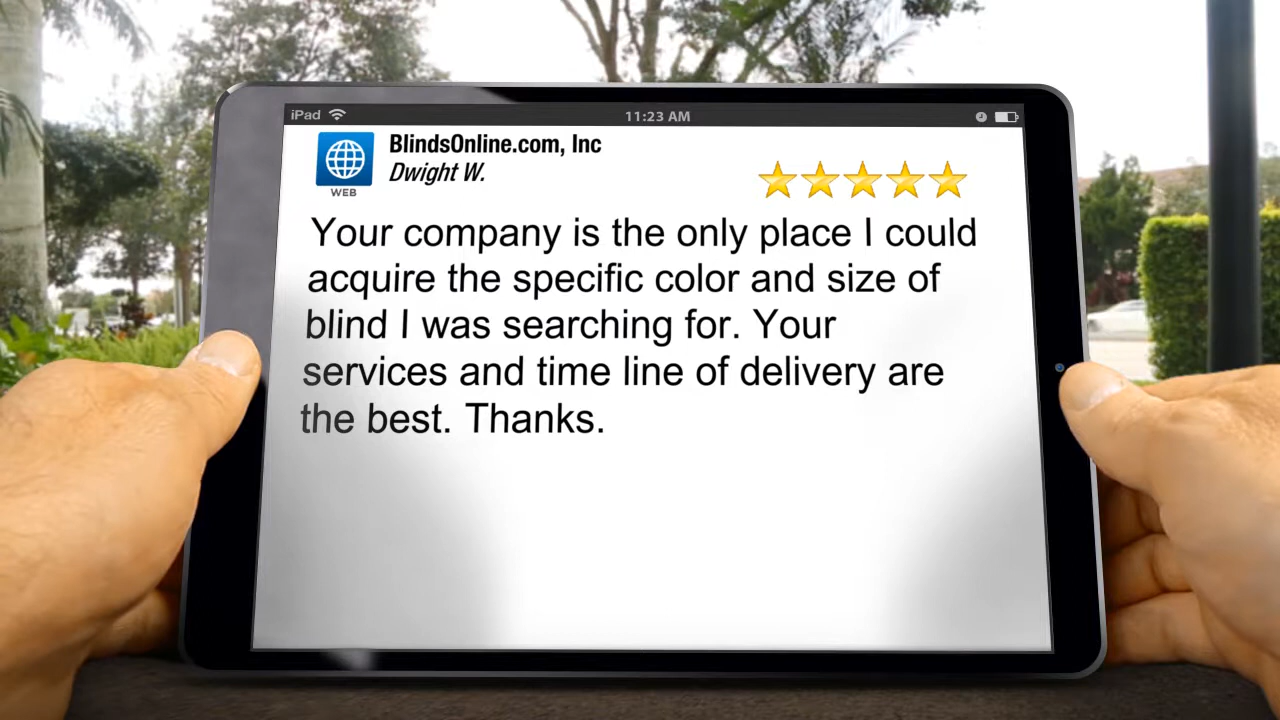 iPad 11:23 AM
BlindsOnline.com, Inc
Dwight W.
WEB
Your company is the only place I could
acquire the specific color and size of
blind I was searching for. Your
services and time line of delivery are
the best. Thanks.